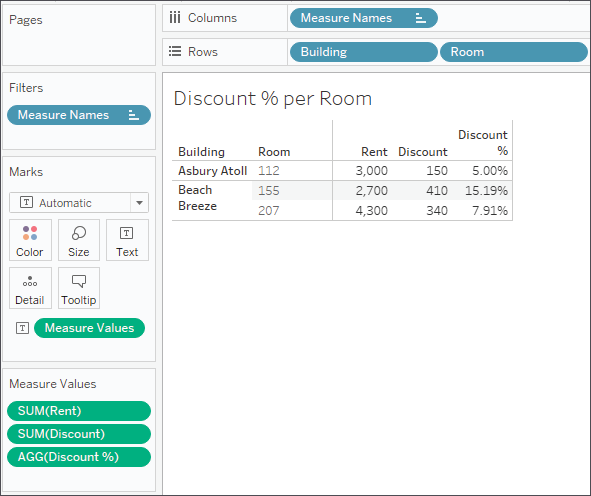 Pages
Columns Measure Names
Rows Building Room
Filters
Measure Names
Marks
Automatic
Color Size Text
Detail Tooltip
Measure Values
Measure Values
SUM(Rent)
SUM(Discount)
AGG(Discount %)
Discount % per Room
Discount
Building Room Rent Discount %
Asbury Atoll 112 3,000 150 5.00%
Beach 155 2,700 410 15.19%
Breeze 207 4,300 340 7.91%